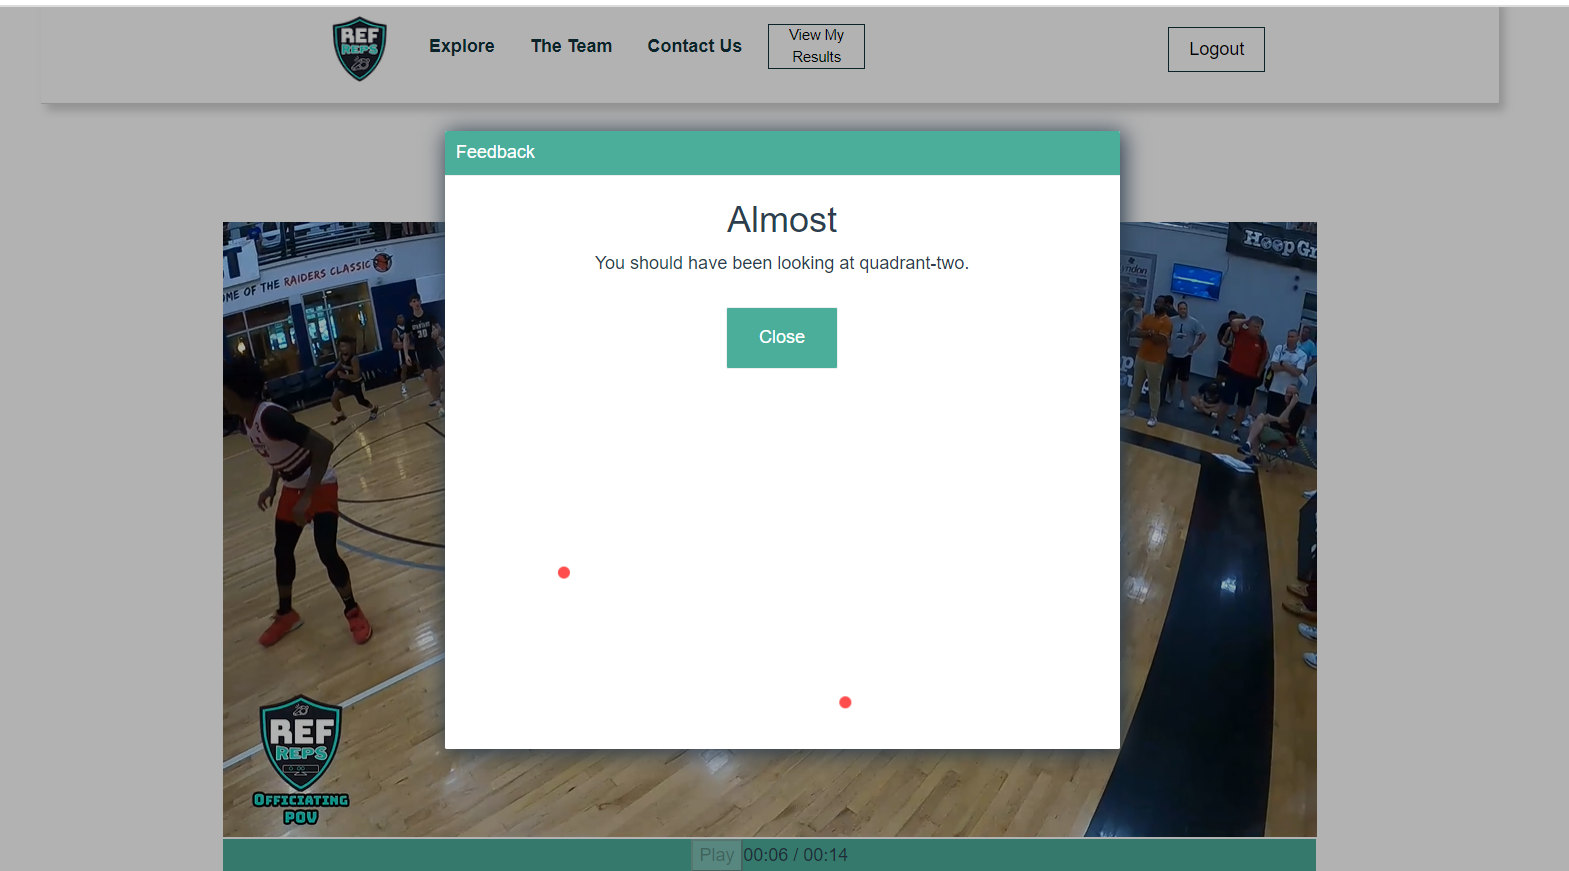 REF
REPS
Explore
The Team
Contact Us
View My
Results
Logout
Feedback
Almost
You should have been looking at quadrant-two.
Close
T
Hoop Gr
ME OF THE RAIDERS CLASSIC
30
REF
REPS
OFFICIATING
POV
Play 00:06 / 00:14